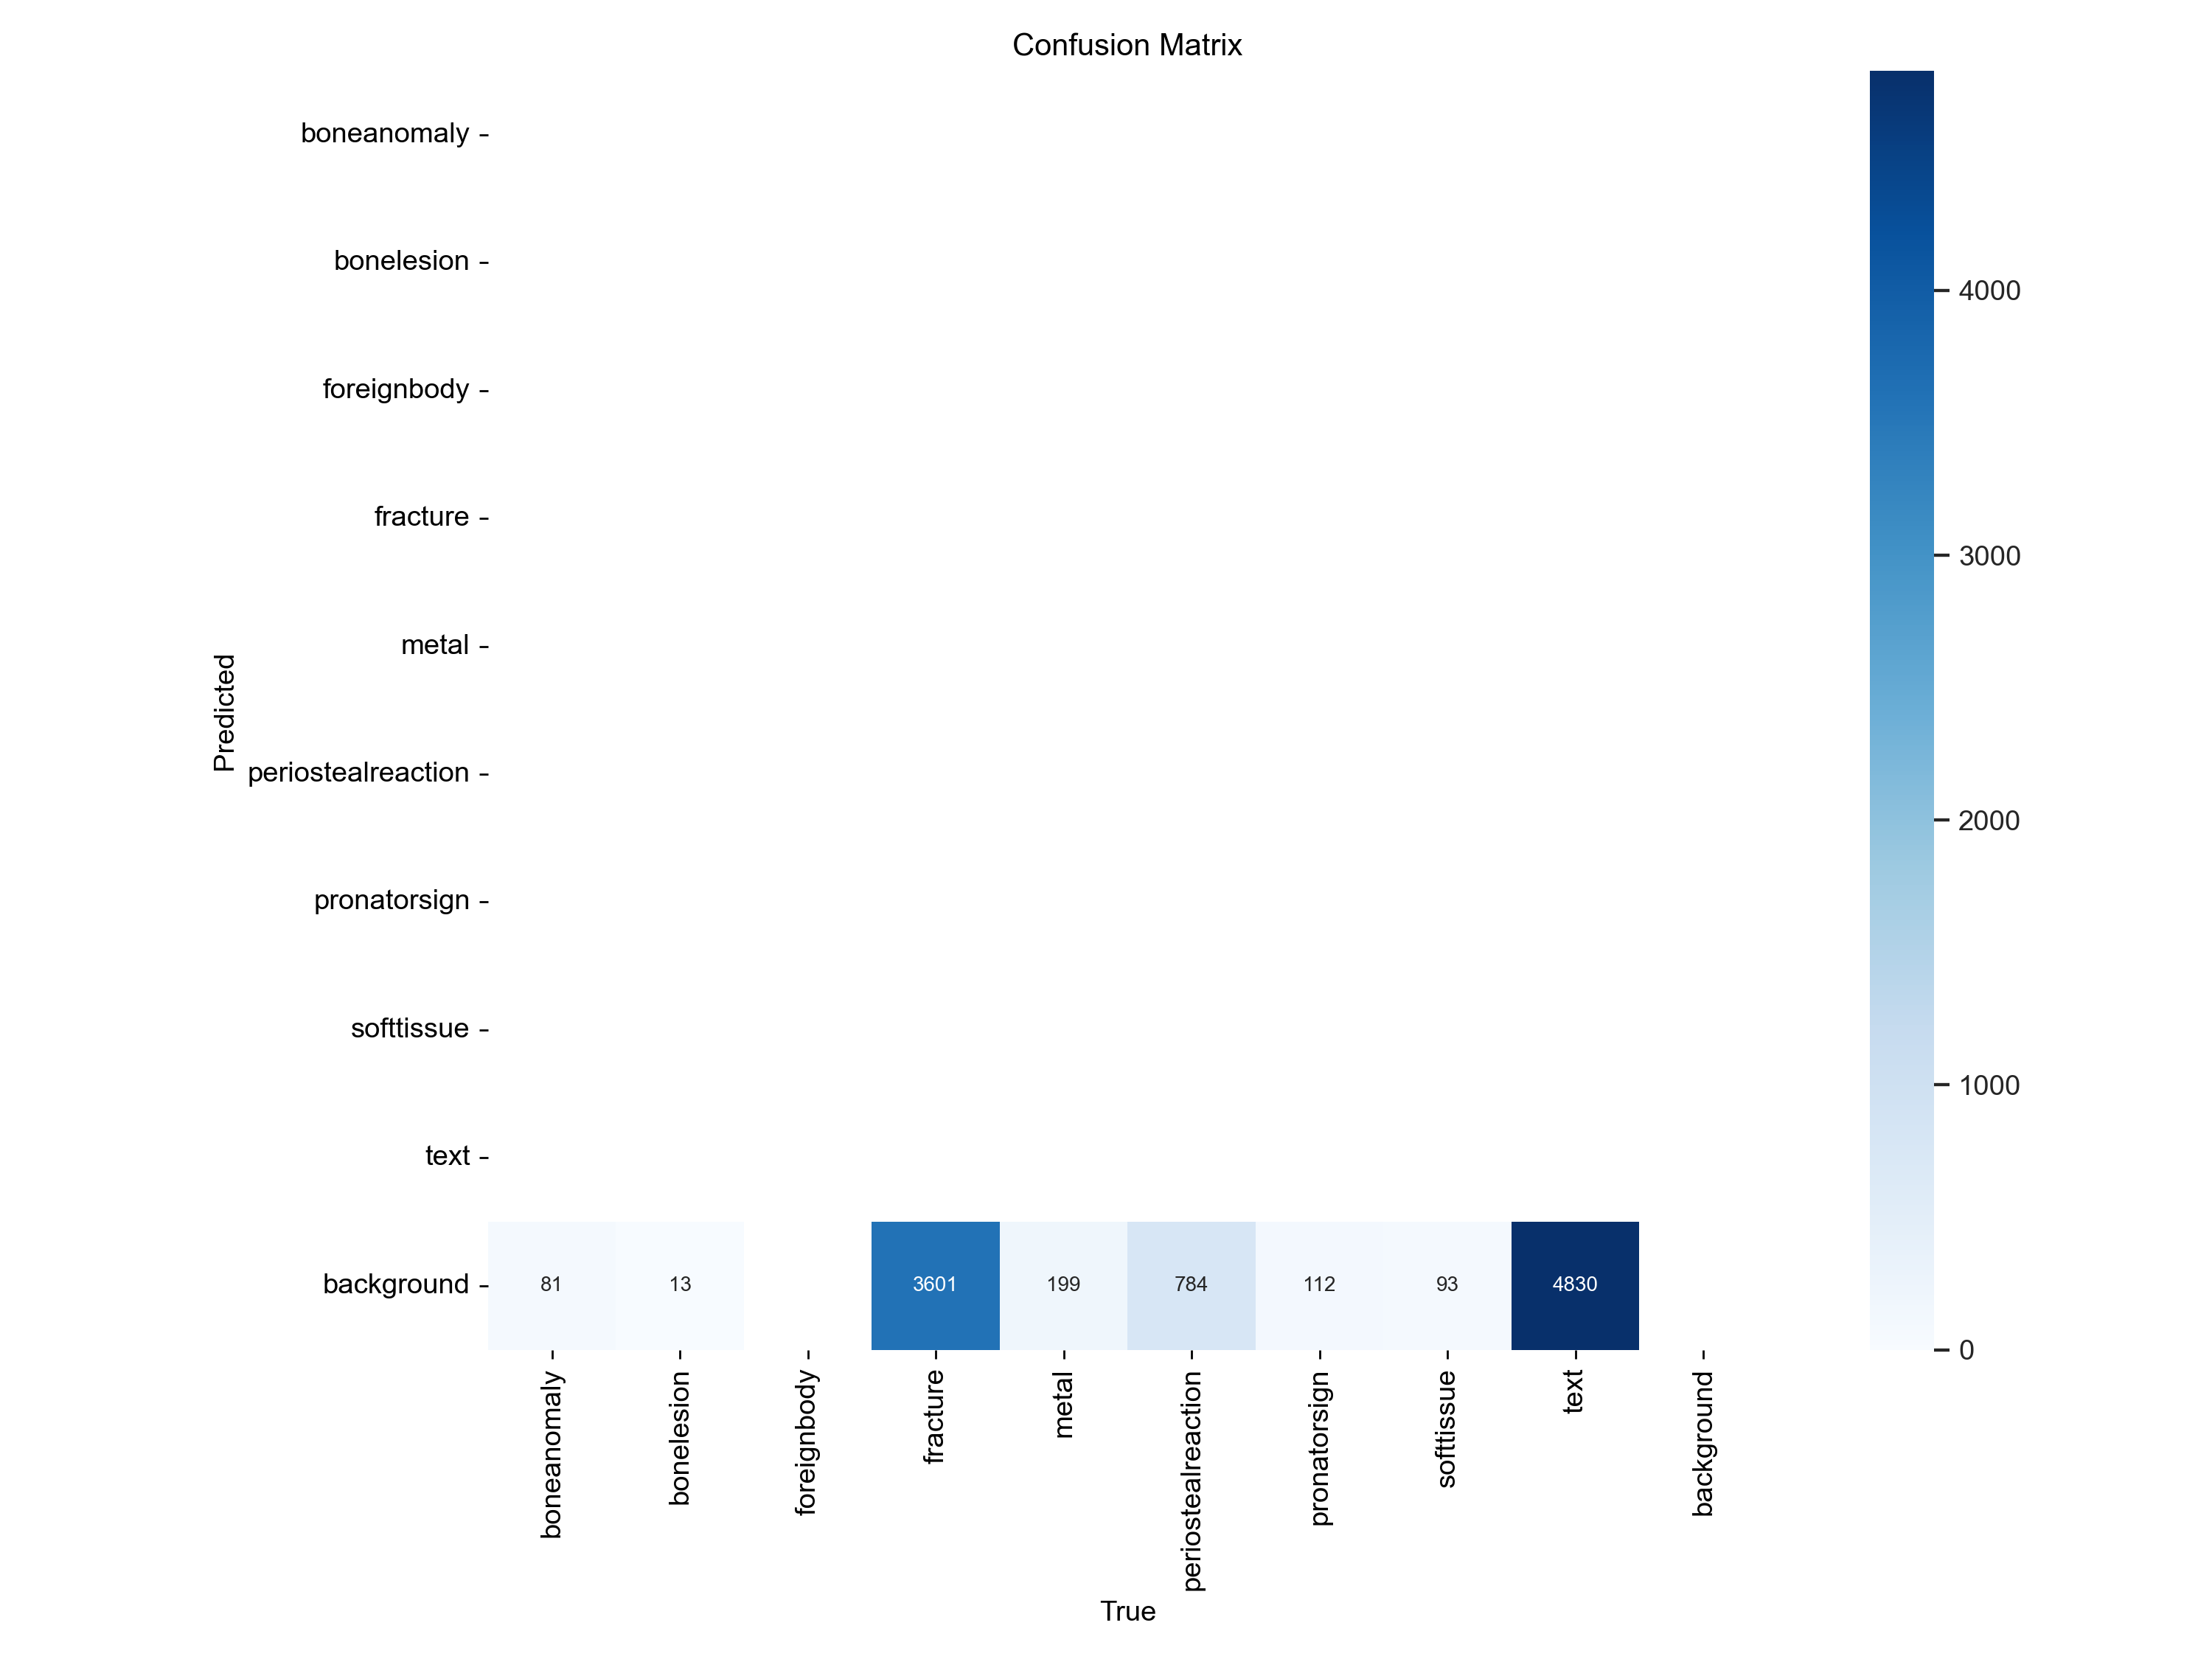 Confusion Matrix
boneanomaly
bonelesion
foreignbody
fracture
metal
periostealreaction
pronatorsign
softtissue
text
background
Predicted
81 13 3601 199 784 112 93 4830
boneanomaly
bonelesion
foreignbody
fracture
metal
periostealreaction
pronatorsign
softtissue
text
background
True
4000
3000
2000
1000
0